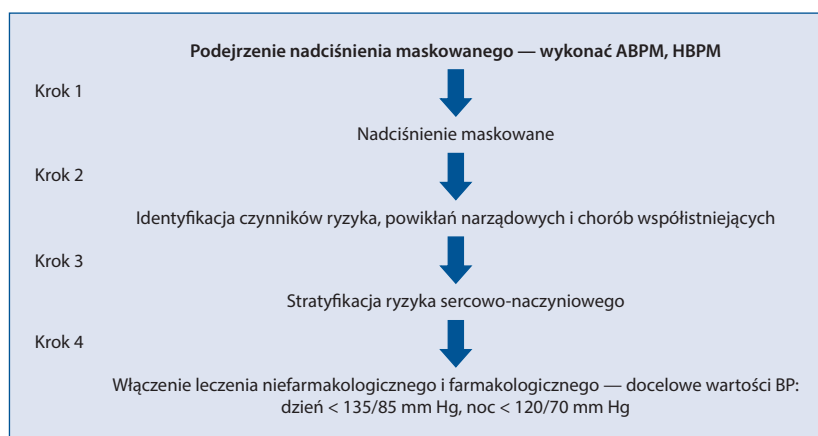 Podejrzenie nadciśnienia maskowanego — wykonać ABPM, HBPM
Krok 1
Nadciśnienie maskowane
Krok 2
Identyfikacja czynników ryzyka, powikłań narządowych i chorób współistniejących
Krok 3
Stratyfikacja ryzyka sercowo-naczyniowego
Krok 4
Włączenie leczenia niefarmakologicznego i farmakologicznego — docelowe wartości BP:
dzień < 135/85 mm Hg, noc < 120/70 mm Hg